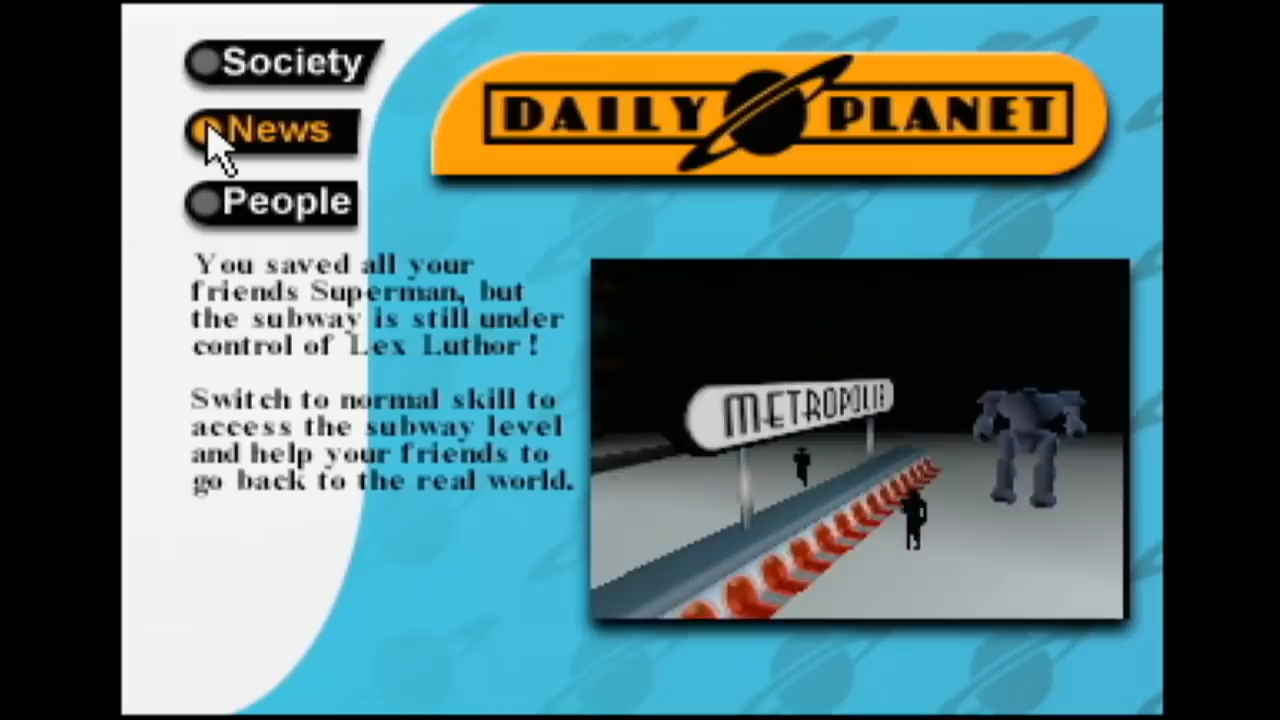 Society
News
People
DAILY PLANET
You saved all your
friends Superman, but
the subway is still under
control of Lex Luthor!
Switch to normal skill to
access the subway level
and help your friends to
go back to the real world.
METROPOLIS